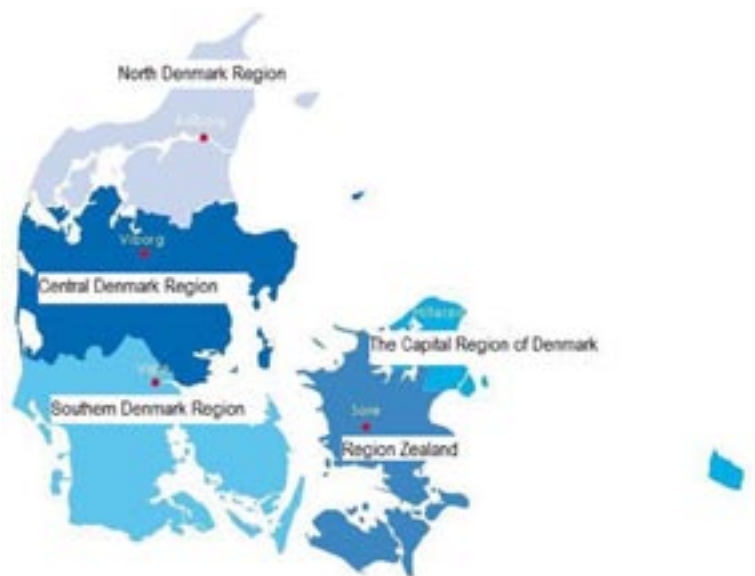 North Denmark Region
Aalborg
Viborg
Central Denmark Region
Hillerød
The Capital Region of Denmark
Southern Denmark Region
Sorø
Region Zealand